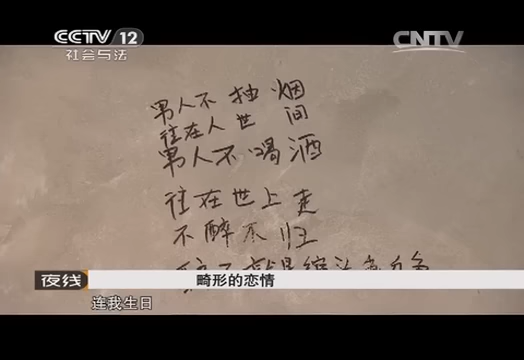 CCTV 12
社会与法
CNTV
男人不抽烟
往在人世间
男人不喝酒
往在世上走
不醉不归
夜线
畸形的恋情
连我生日